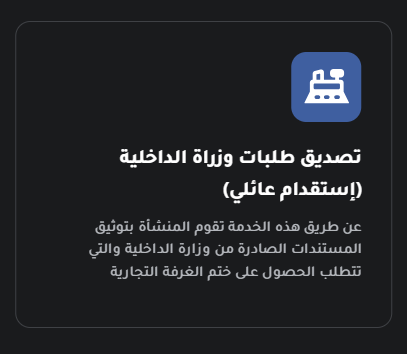 تصديق طلبات وزراة الداخلية
(إستقدام عائلي)
عن طريق هذه الخدمة تقوم المنشأة بتوثيق
المستندات الصادرة من وزارة الداخلية والتي
تتطلب الحصول على ختم الغرفة التجارية